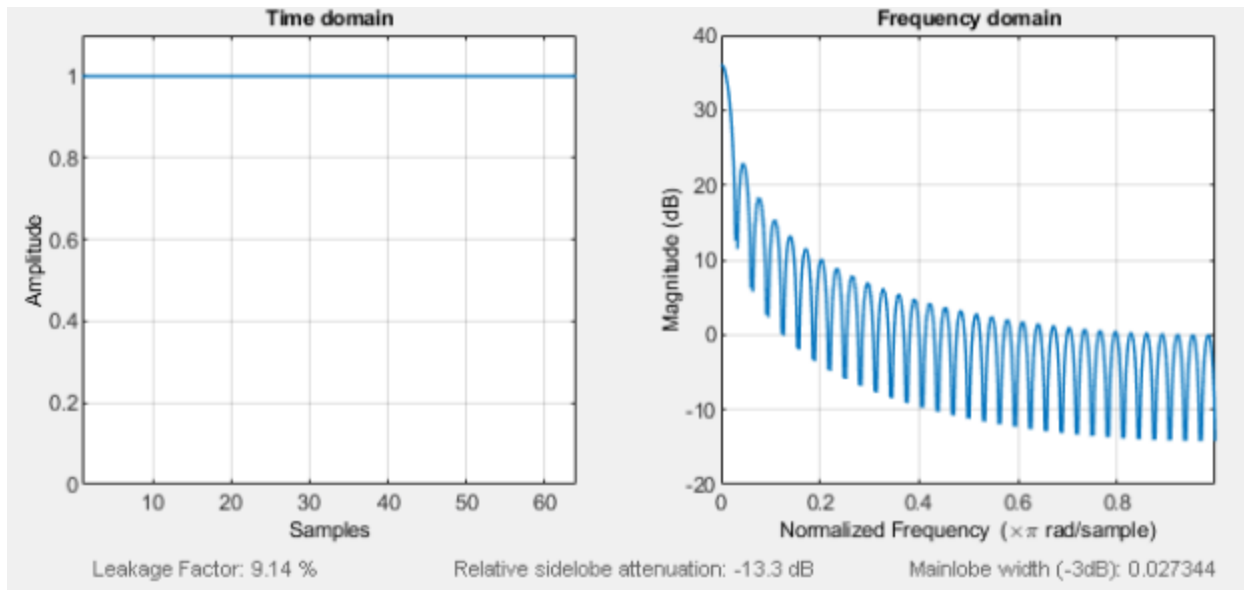 Time domain
1
0.8
0.6
0.4
0.2
0
Amplitude
10 20 30 40 50 60
Samples
Frequency domain
40
30
20
10
0
-10
-20
Magnitude (dB)
0 0.2 0.4 0.6 0.8
Normalized Frequency (×π rad/sample)
Leakage Factor: 9.14 %
Relative sidelobe attenuation: -13.3 dB
Mainlobe width (-3dB): 0.027344